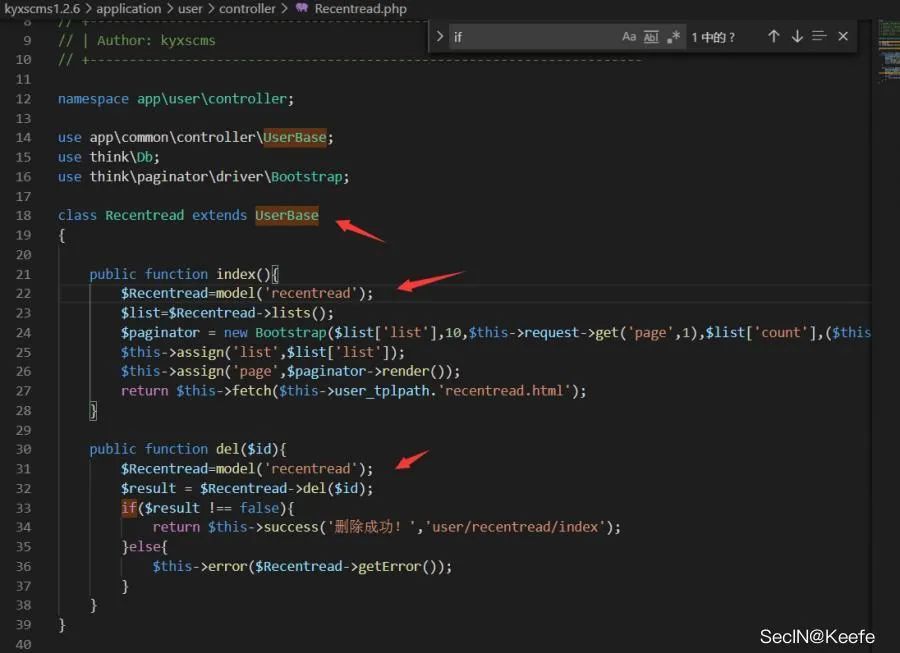 kyxscms1.2.6 > application > user > controller > Recentread.php
> if Aa Abl .* 1 中的 ?
8 // +----------------------------------------------------------------------
9 // | Author: kyxscms
10 // +----------------------------------------------------------------------
11
12 namespace app\user\controller;
13
14 use app\common\controller\UserBase;
15 use think\Db;
16 use think\paginator\driver\Bootstrap;
17
18 class Recentread extends UserBase
19 {
20
21 public function index(){
22 $Recentread=model('recentread');
23 $list=$Recentread->lists();
24 $paginator = new Bootstrap($list['list'],10,$this->request->get('page',1),$list['count'],($this
25 $this->assign('list',$list['list']);
26 $this->assign('page',$paginator->render());
27 return $this->fetch($this->user_tplpath.'recentread.html');
28 }
29
30 public function del($id){
31 $Recentread=model('recentread');
32 $result = $Recentread->del($id);
33 if($result !== false){
34 return $this->success('删除成功！','user/recentread/index');
35 }else{
36 $this->error($Recentread->getError());
37 }
38 }
39 }
40
SecIN@Keefe